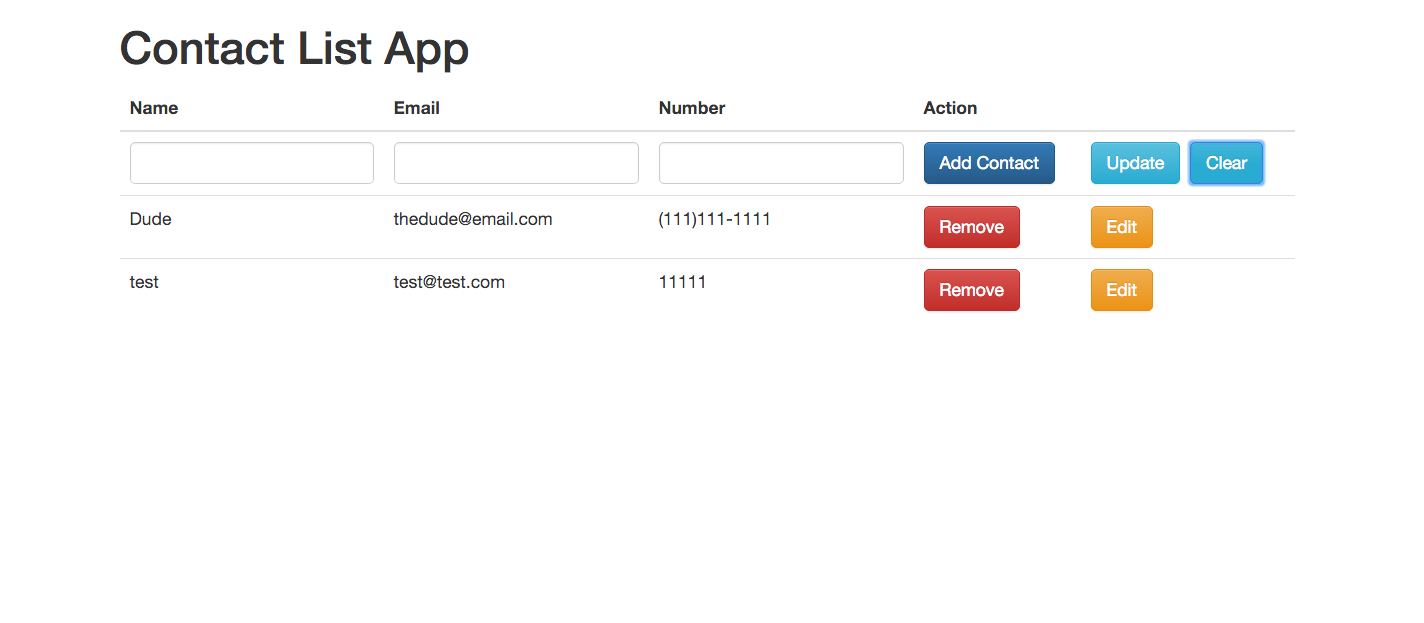 Contact List App
Name Email Number Action
Add Contact Update Clear
Dude thedude@email.com (111)111-1111 Remove Edit
test test@test.com 11111 Remove Edit